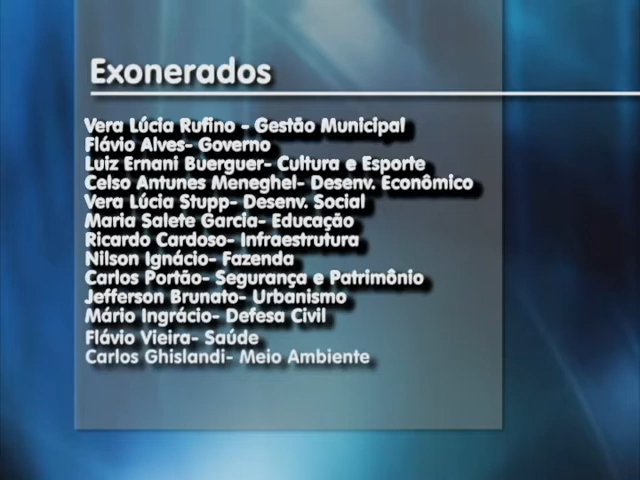 Exonerados
Vera Lúcia Rufino - Gestão Municipal
Flávio Alves- Governo
Luiz Ernani Buerguer- Cultura e Esporte
Celso Antunes Meneghel- Desenv. Econômico
Vera Lúcia Stupp- Desenv. Social
Maria Salete Garcia- Educação
Ricardo Cardoso- Infraestrutura
Nilson Ignácio- Fazenda
Carlos Portão- Segurança e Patrimônio
Jefferson Brunato- Urbanismo
Mário Ingrácio- Defesa Civil
Flávio Vieira- Saúde
Carlos Ghislandi- Meio Ambiente